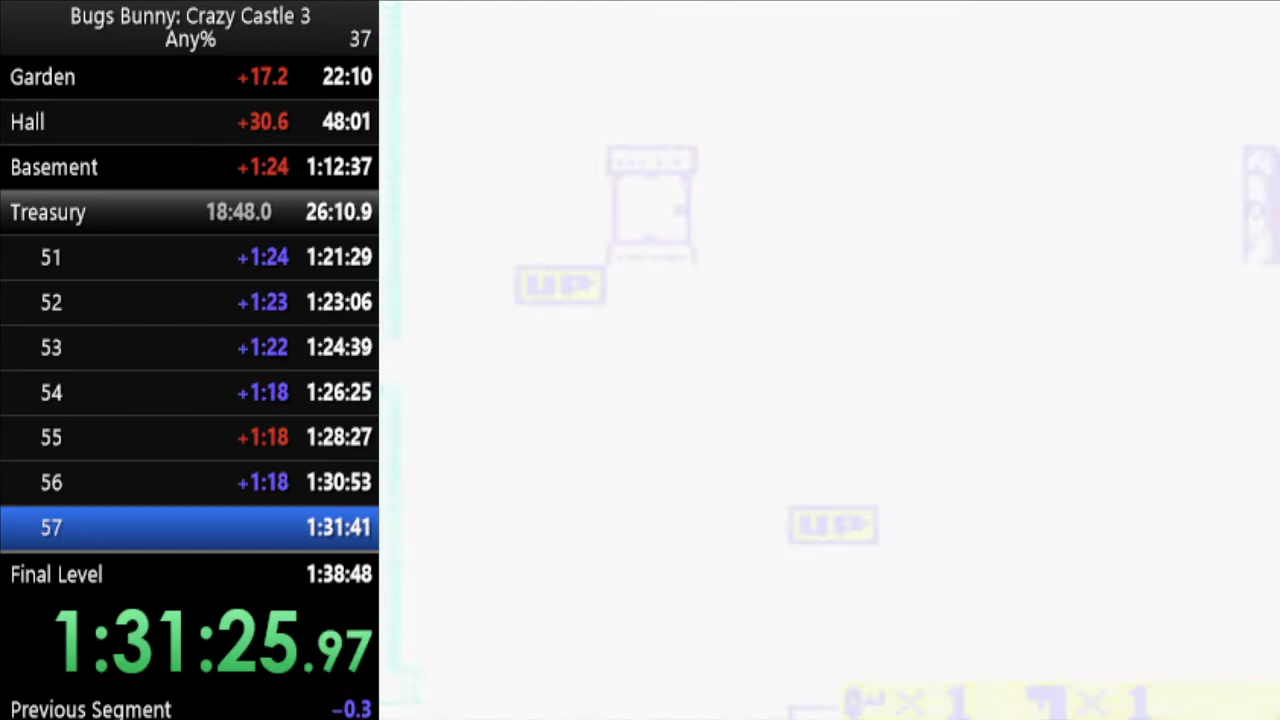 Bugs Bunny: Crazy Castle 3
Any% 37
Garden +17.2 22:10
Hall +30.6 48:01
Basement +1:24 1:12:37
Treasury 18:48.0 26:10.9
51 +1:24 1:21:29
52 +1:23 1:23:06
53 +1:22 1:24:39
54 +1:18 1:26:25
55 +1:18 1:28:27
56 +1:18 1:30:53
57 1:31:41
Final Level 1:38:48
1:31:25.97
Previous Segment -0.3
UP
UP
× 1 × 1